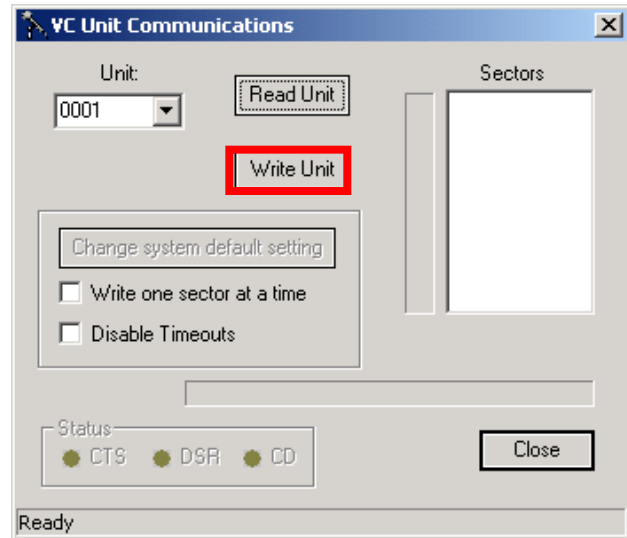 VC Unit Communications
Unit:
Sectors
0001
Read Unit
Write Unit
Change system default setting
Write one sector at a time
Disable Timeouts
Status
CTS DSR CD
Close
Ready